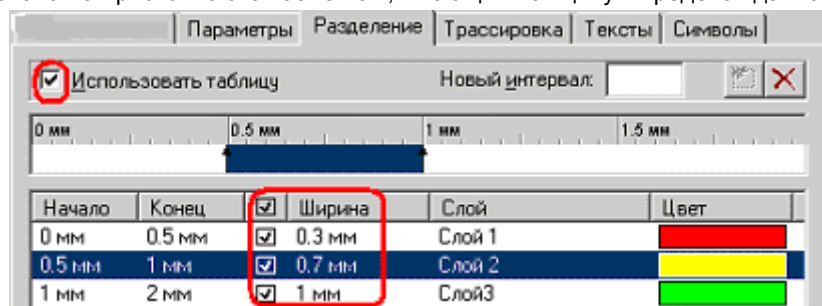 Параметры Разделение Трассировка Тексты Символы
Использовать таблицу Новый интервал:
0 мм 0.5 мм 1 мм 1.5 мм
Начало Конец Ширина Слой Цвет
0 мм 0.5 мм 0.3 мм Слой 1
0.5 мм 1 мм 0.7 мм Слой 2
1 мм 2 мм 1 мм Слой3